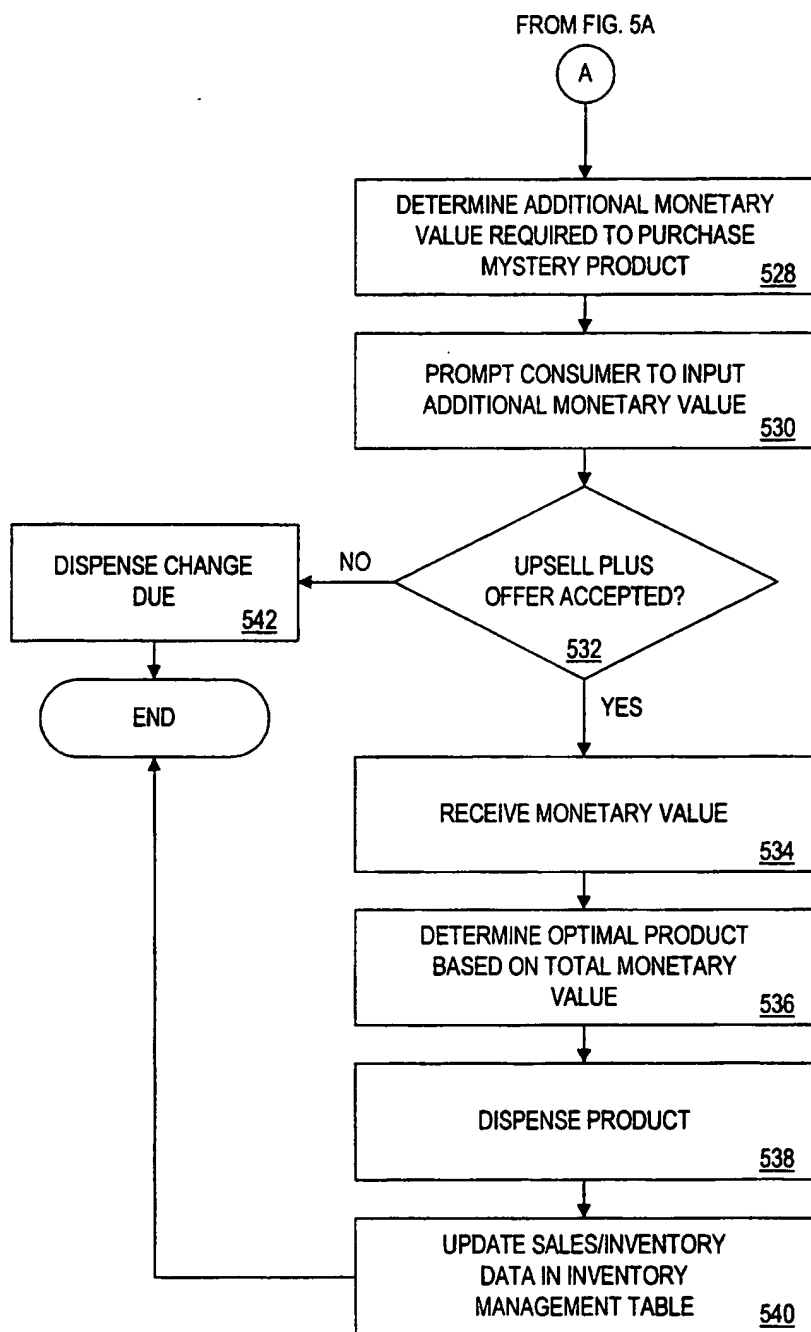 FROM FIG. 5A
A
DETERMINE ADDITIONAL MONETARY
VALUE REQUIRED TO PURCHASE
MYSTERY PRODUCT
528
PROMPT CONSUMER TO INPUT
ADDITIONAL MONETARY VALUE
530
UPSELL PLUS
OFFER ACCEPTED?
532
NO
DISPENSE CHANGE
DUE
542
END
YES
RECEIVE MONETARY VALUE
534
DETERMINE OPTIMAL PRODUCT
BASED ON TOTAL MONETARY
VALUE
536
DISPENSE PRODUCT
538
UPDATE SALES/INVENTORY
DATA IN INVENTORY
MANAGEMENT TABLE
540